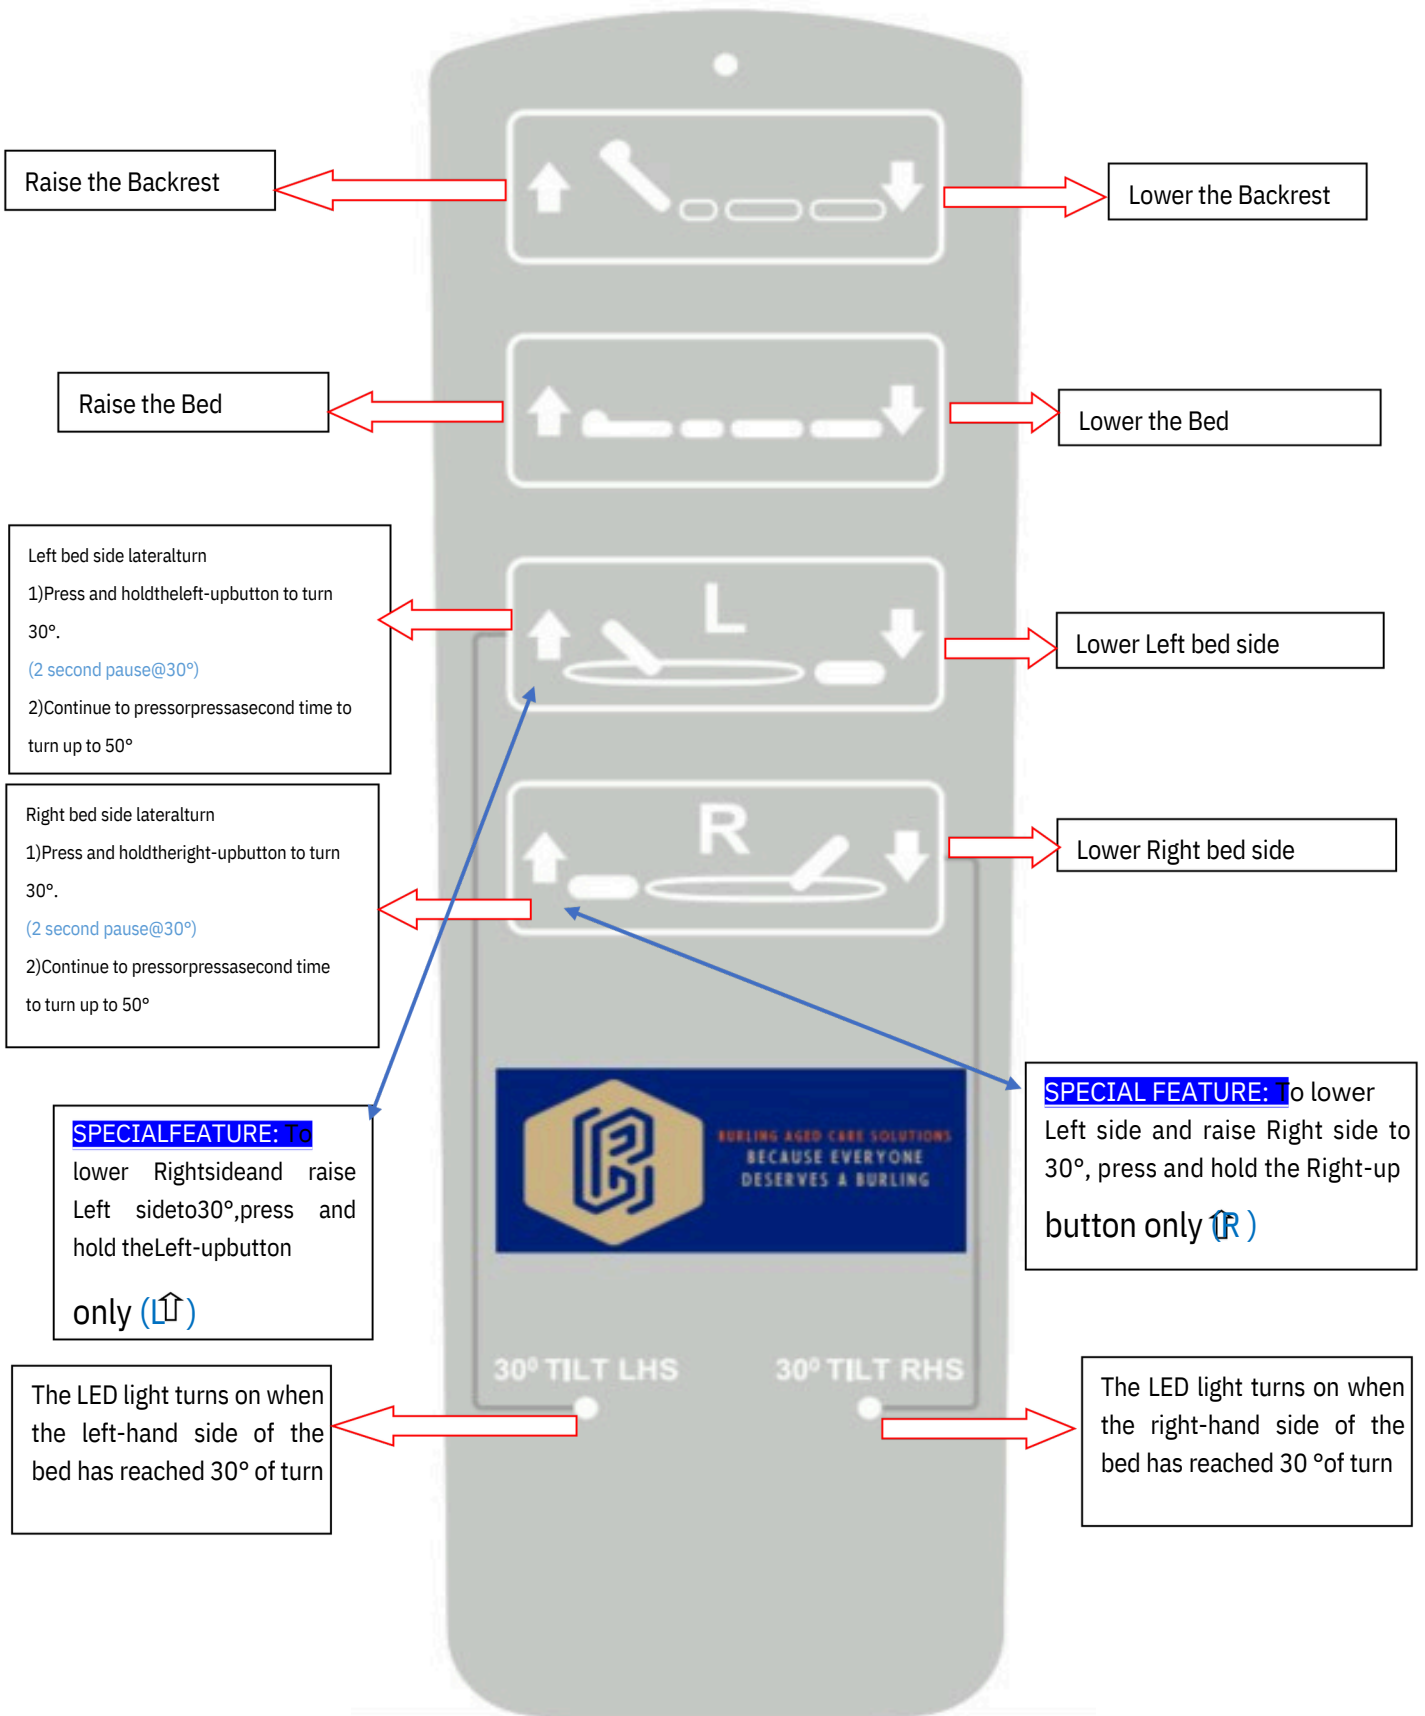 Raise the Backrest
Lower the Backrest
Raise the Bed
Lower the Bed
Left bed side lateralturn
1)Press and holdtheleft-upbutton to turn
30°.
(2 second pause@30°)
2)Continue to pressorpressasecond time to
turn up to 50°
L
Lower Left bed side
Right bed side lateralturn
1)Press and holdtheright-upbutton to turn
30°.
(2 second pause@30°)
2)Continue to pressorpressasecond time
to turn up to 50°
R
Lower Right bed side
SPECIALFEATURE: To
lower Rightsideand raise
Left sideto30°,press and
hold theLeft-upbutton
only (L⇧)
BURLING AGED CARE SOLUTIONS
BECAUSE EVERYONE
DESERVES A BURLING
SPECIAL FEATURE: To lower
Left side and raise Right side to
30°, press and hold the Right-up
button only (⇧R )
30⁰ TILT LHS
30⁰ TILT RHS
The LED light turns on when
the left-hand side of the
bed has reached 30° of turn
The LED light turns on when
the right-hand side of the
bed has reached 30 °of turn